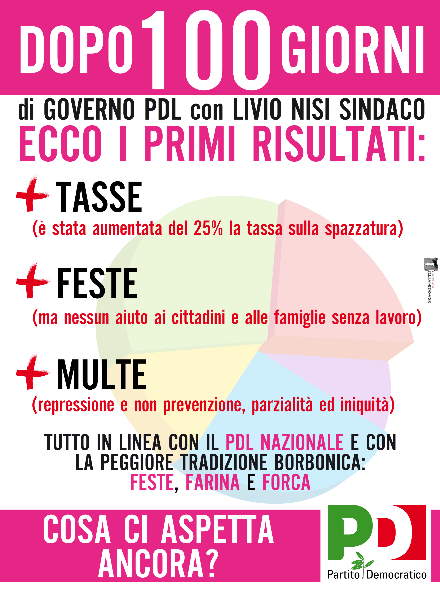 DOPO 100 GIORNI
di GOVERNO PDL con LIVIO NISI SINDACO
ECCO I PRIMI RISULTATI:
+ TASSE
(è stata aumentata del 25% la tassa sulla spazzatura)
+ FESTE
(ma nessun aiuto ai cittadini e alle famiglie senza lavoro)
+ MULTE
(repressione e non prevenzione, parzialità ed iniquità)
TUTTO IN LINEA CON IL PDL NAZIONALE E CON
LA PEGGIORE TRADIZIONE BORBONICA:
FESTE, FARINA E FORCA
COSA CI ASPETTA
ANCORA?
PD
Partito Democratico